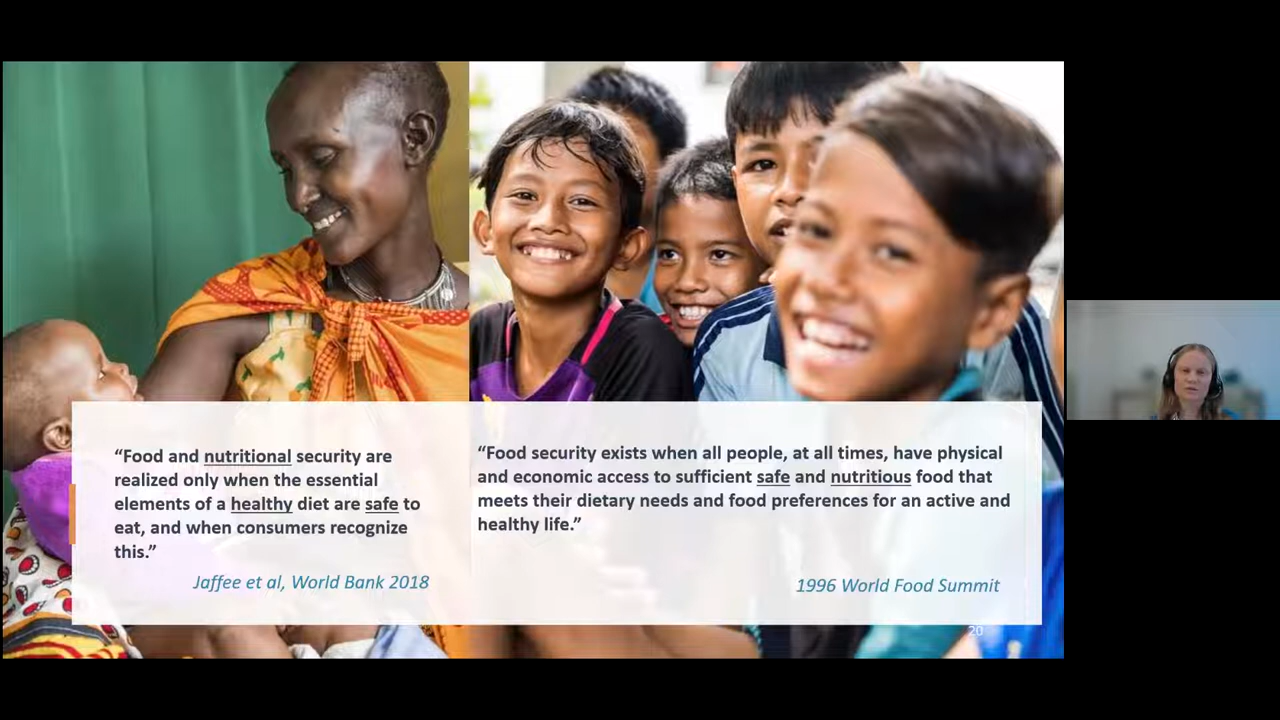 “Food and nutritional security are
realized only when the essential
elements of a healthy diet are safe to
eat, and when consumers recognize
this.”
Jaffee et al, World Bank 2018
“Food security exists when all people, at all times, have physical
and economic access to sufficient safe and nutritious food that
meets their dietary needs and food preferences for an active and
healthy life.”
1996 World Food Summit
20